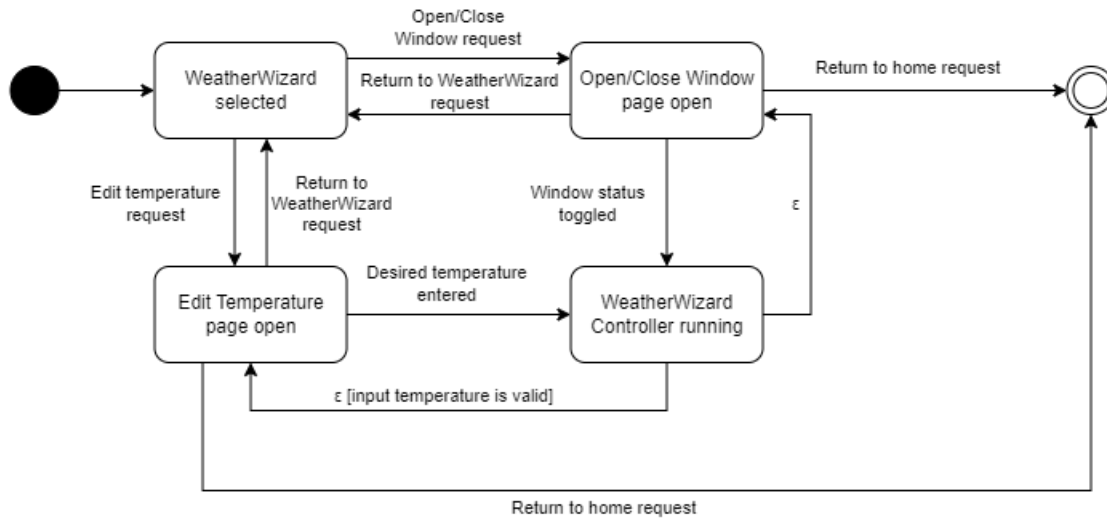 Open/Close
Window request
WeatherWizard
selected
Return to WeatherWizard
request
Open/Close Window
page open
Return to home request
Edit temperature
request
Return to
WeatherWizard
request
Window status
toggled
ε
Edit Temperature
page open
Desired temperature
entered
WeatherWizard
Controller running
ε [input temperature is valid]
Return to home request